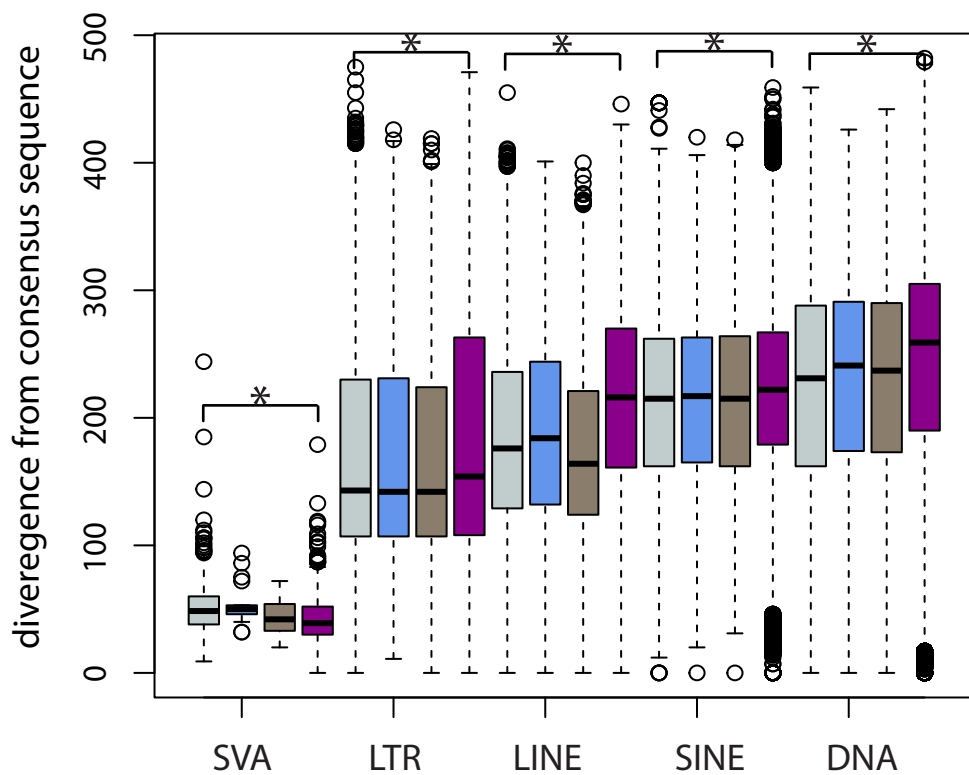 diveregence from consensus sequence
500
400
300
200
100
0
*
*
*
*
*
SVA
LTR
LINE
SINE
DNA